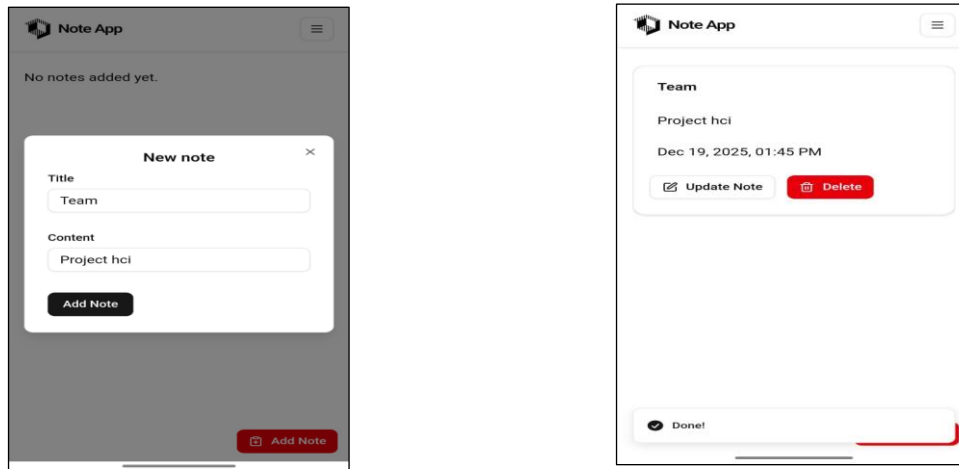 Note App
No notes added yet.
New note
Title
Team
Content
Project hci
Add Note
Add Note
Note App
Team
Project hci
Dec 19, 2025, 01:45 PM
Update Note
Delete
Done!